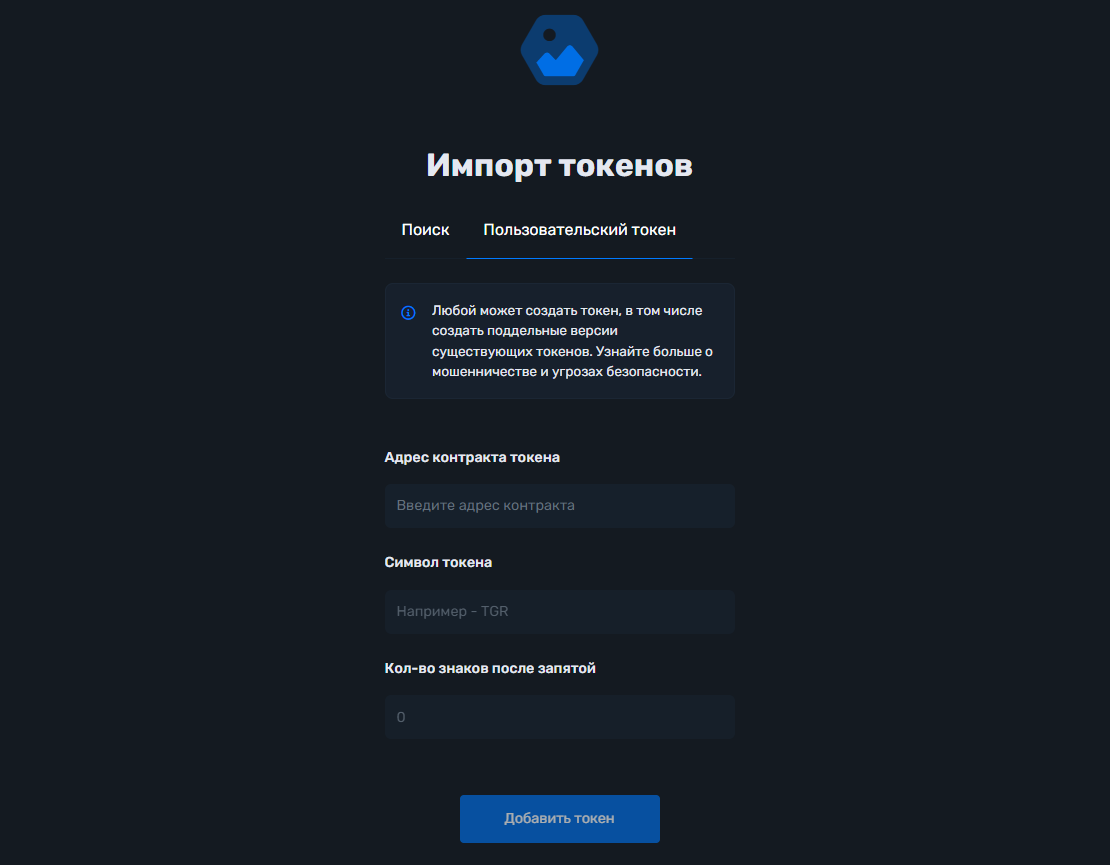 Импорт токенов
Поиск
Пользовательский токен
Любой может создать токен, в том числе
создать поддельные версии
существующих токенов. Узнайте больше о
мошенничестве и угрозах безопасности.
Адрес контракта токена
Введите адрес контракта
Символ токена
Например - TGR
Кол-во знаков после запятой
0
Добавить токен